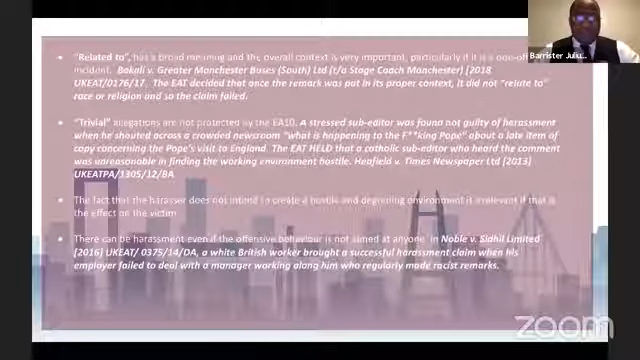 Barrister Juliu...
• "Related to", has a broad meaning and the overall context is very important, particularly if it is a one-off
incident. Bakali v. Greater Manchester Buses (South) Ltd (t/a Stage Coach Manchester) [2018
UKEAT/0176/17. The EAT decided that once the remark was put in its proper context, it did not "relate to"
race or religion and so the claim failed.
• "Trivial" allegations are not protected by the EA10. A stressed sub-editor was found not guilty of harassment
when he shouted across a crowded newsroom "what is happening to the F**king Pope" about a late item of
copy concerning the Pope's visit to England. The EAT HELD that a catholic sub-editor who heard the comment
was unreasonable in finding the working environment hostile. Heafield v. Times Newspaper Ltd [2013]
UKEATPA/1305/12/BA
• The fact that the harasser does not intend to create a hostile and degrading environment is irrelevant if that is
the effect on the victim
• There can be harassment even if the offensive behaviour is not aimed at anyone in Noble v. Sidhil Limited
[2016] UKEAT/ 0375/14/DA, a white British worker brought a successful harassment claim when his
employer failed to deal with a manager working along him who regularly made racist remarks.
zoom